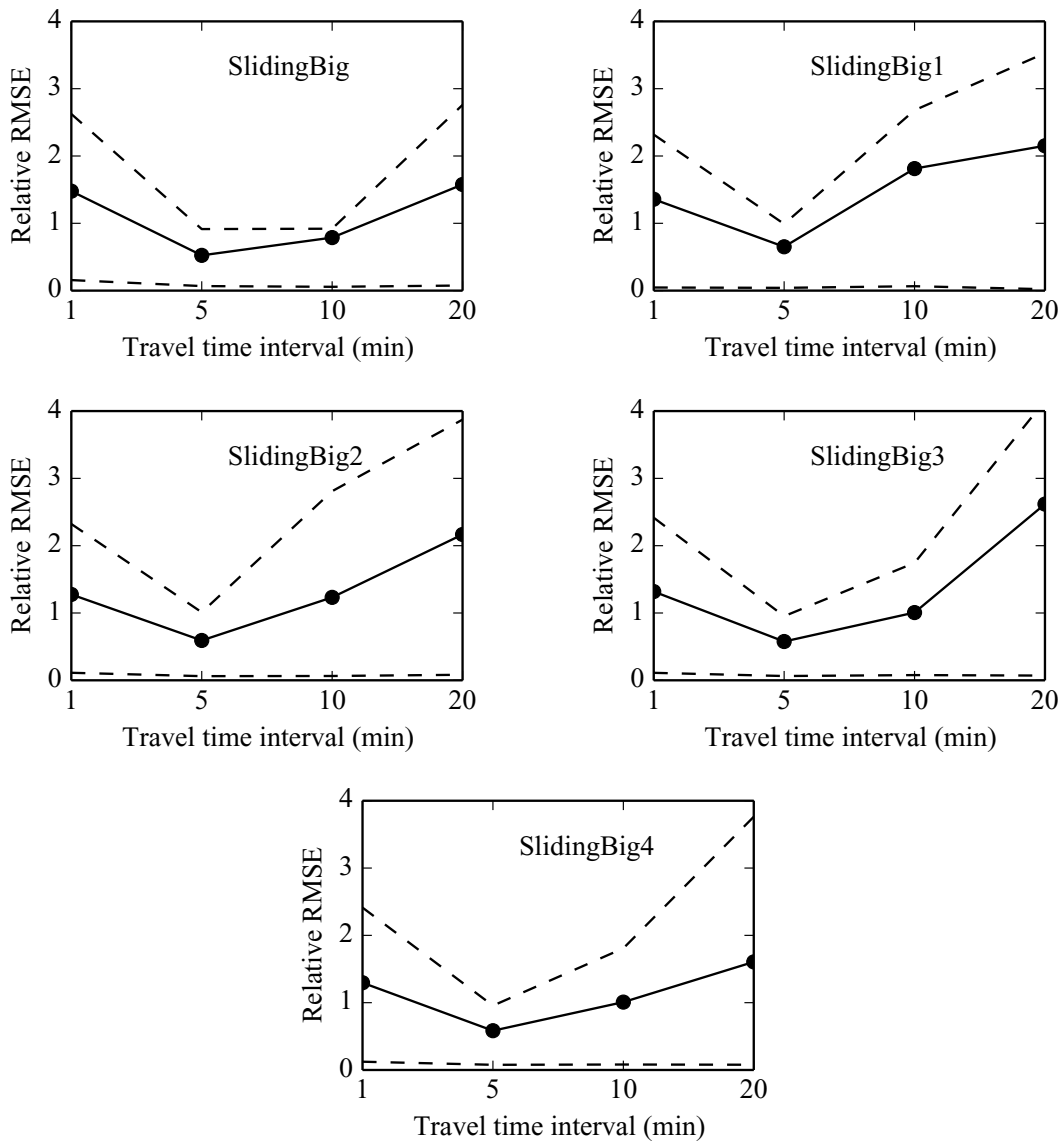 4
3
2
1
0
Relative RMSE
SlidingBig
1 5 10 20
Travel time interval (min)
4
3
2
1
0
Relative RMSE
SlidingBig1
1 5 10 20
Travel time interval (min)
4
3
2
1
0
Relative RMSE
SlidingBig2
1 5 10 20
Travel time interval (min)
4
3
2
1
0
Relative RMSE
SlidingBig3
1 5 10 20
Travel time interval (min)
4
3
2
1
0
Relative RMSE
SlidingBig4
1 5 10 20
Travel time interval (min)